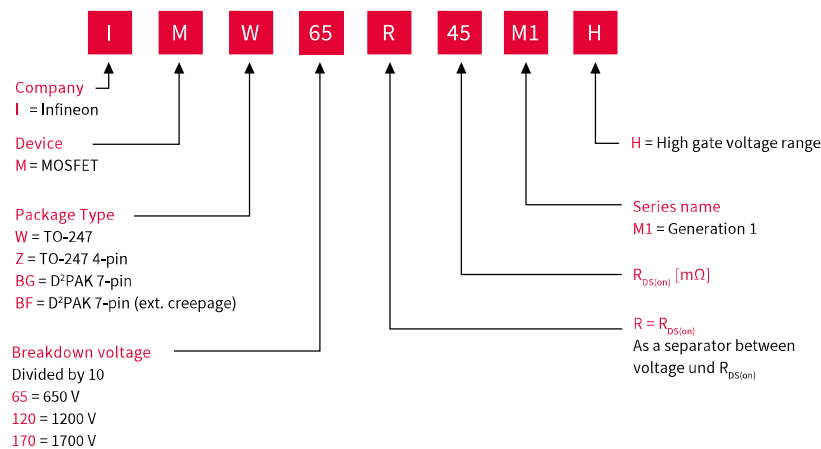 I M W 65 R 45 M1 H
Company
I = Infineon
Device
M = MOSFET
Package Type
W = TO-247
Z = TO-247 4-pin
BG = D²PAK 7-pin
BF = D²PAK 7-pin (ext. creepage)
Breakdown voltage
Divided by 10
65 = 650 V
120 = 1200 V
170 = 1700 V
H = High gate voltage range
Series name
M1 = Generation 1
RDS(on) [mΩ]
R = RDS(on)
As a separator between
voltage und RDS(on)